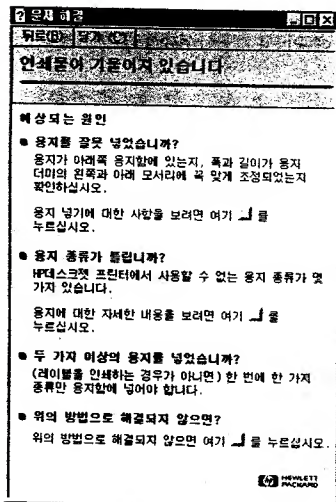 문제 해결
뒤로(B) 닫기(C)
인쇄물이 기울어져 있습니다
예상되는 원인
용지를 잘못 넣었습니까?
용지가 아래쪽 용지함에 있는지, 폭과 길이가 용지
더미의 왼쪽과 아래 모서리에 꼭 맞게 조정되었는지
확인하십시오.
용지 넣기에 대한 사항을 보려면 여기 를
누르십시오.
용지 종류가 틀립니까?
HP데스크젯 프린터에서 사용할 수 없는 용지 종류가 몇
가지 있습니다.
용지에 대한 자세한 내용을 보려면 여기 를
누르십시오.
두 가지 이상의 용지를 넣었습니까?
(레이블을 인쇄하는 경우가 아니면) 한 번에 한 가지
종류만 용지함에 넣어야 합니다.
위의 방법으로 해결되지 않으면?
위의 방법으로 해결되지 않으면 여기 를 누르십시오.
HEWLETT
PACKARD